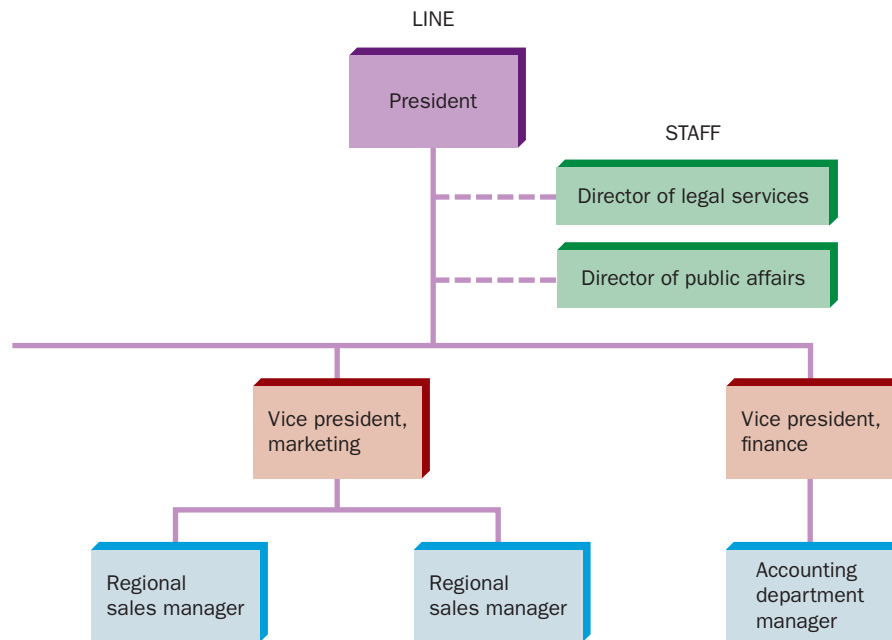 LINE
President
STAFF
Director of legal services
Director of public affairs
Vice president,
marketing
Vice president,
finance
Regional
sales manager
Regional
sales manager
Accounting
department
manager